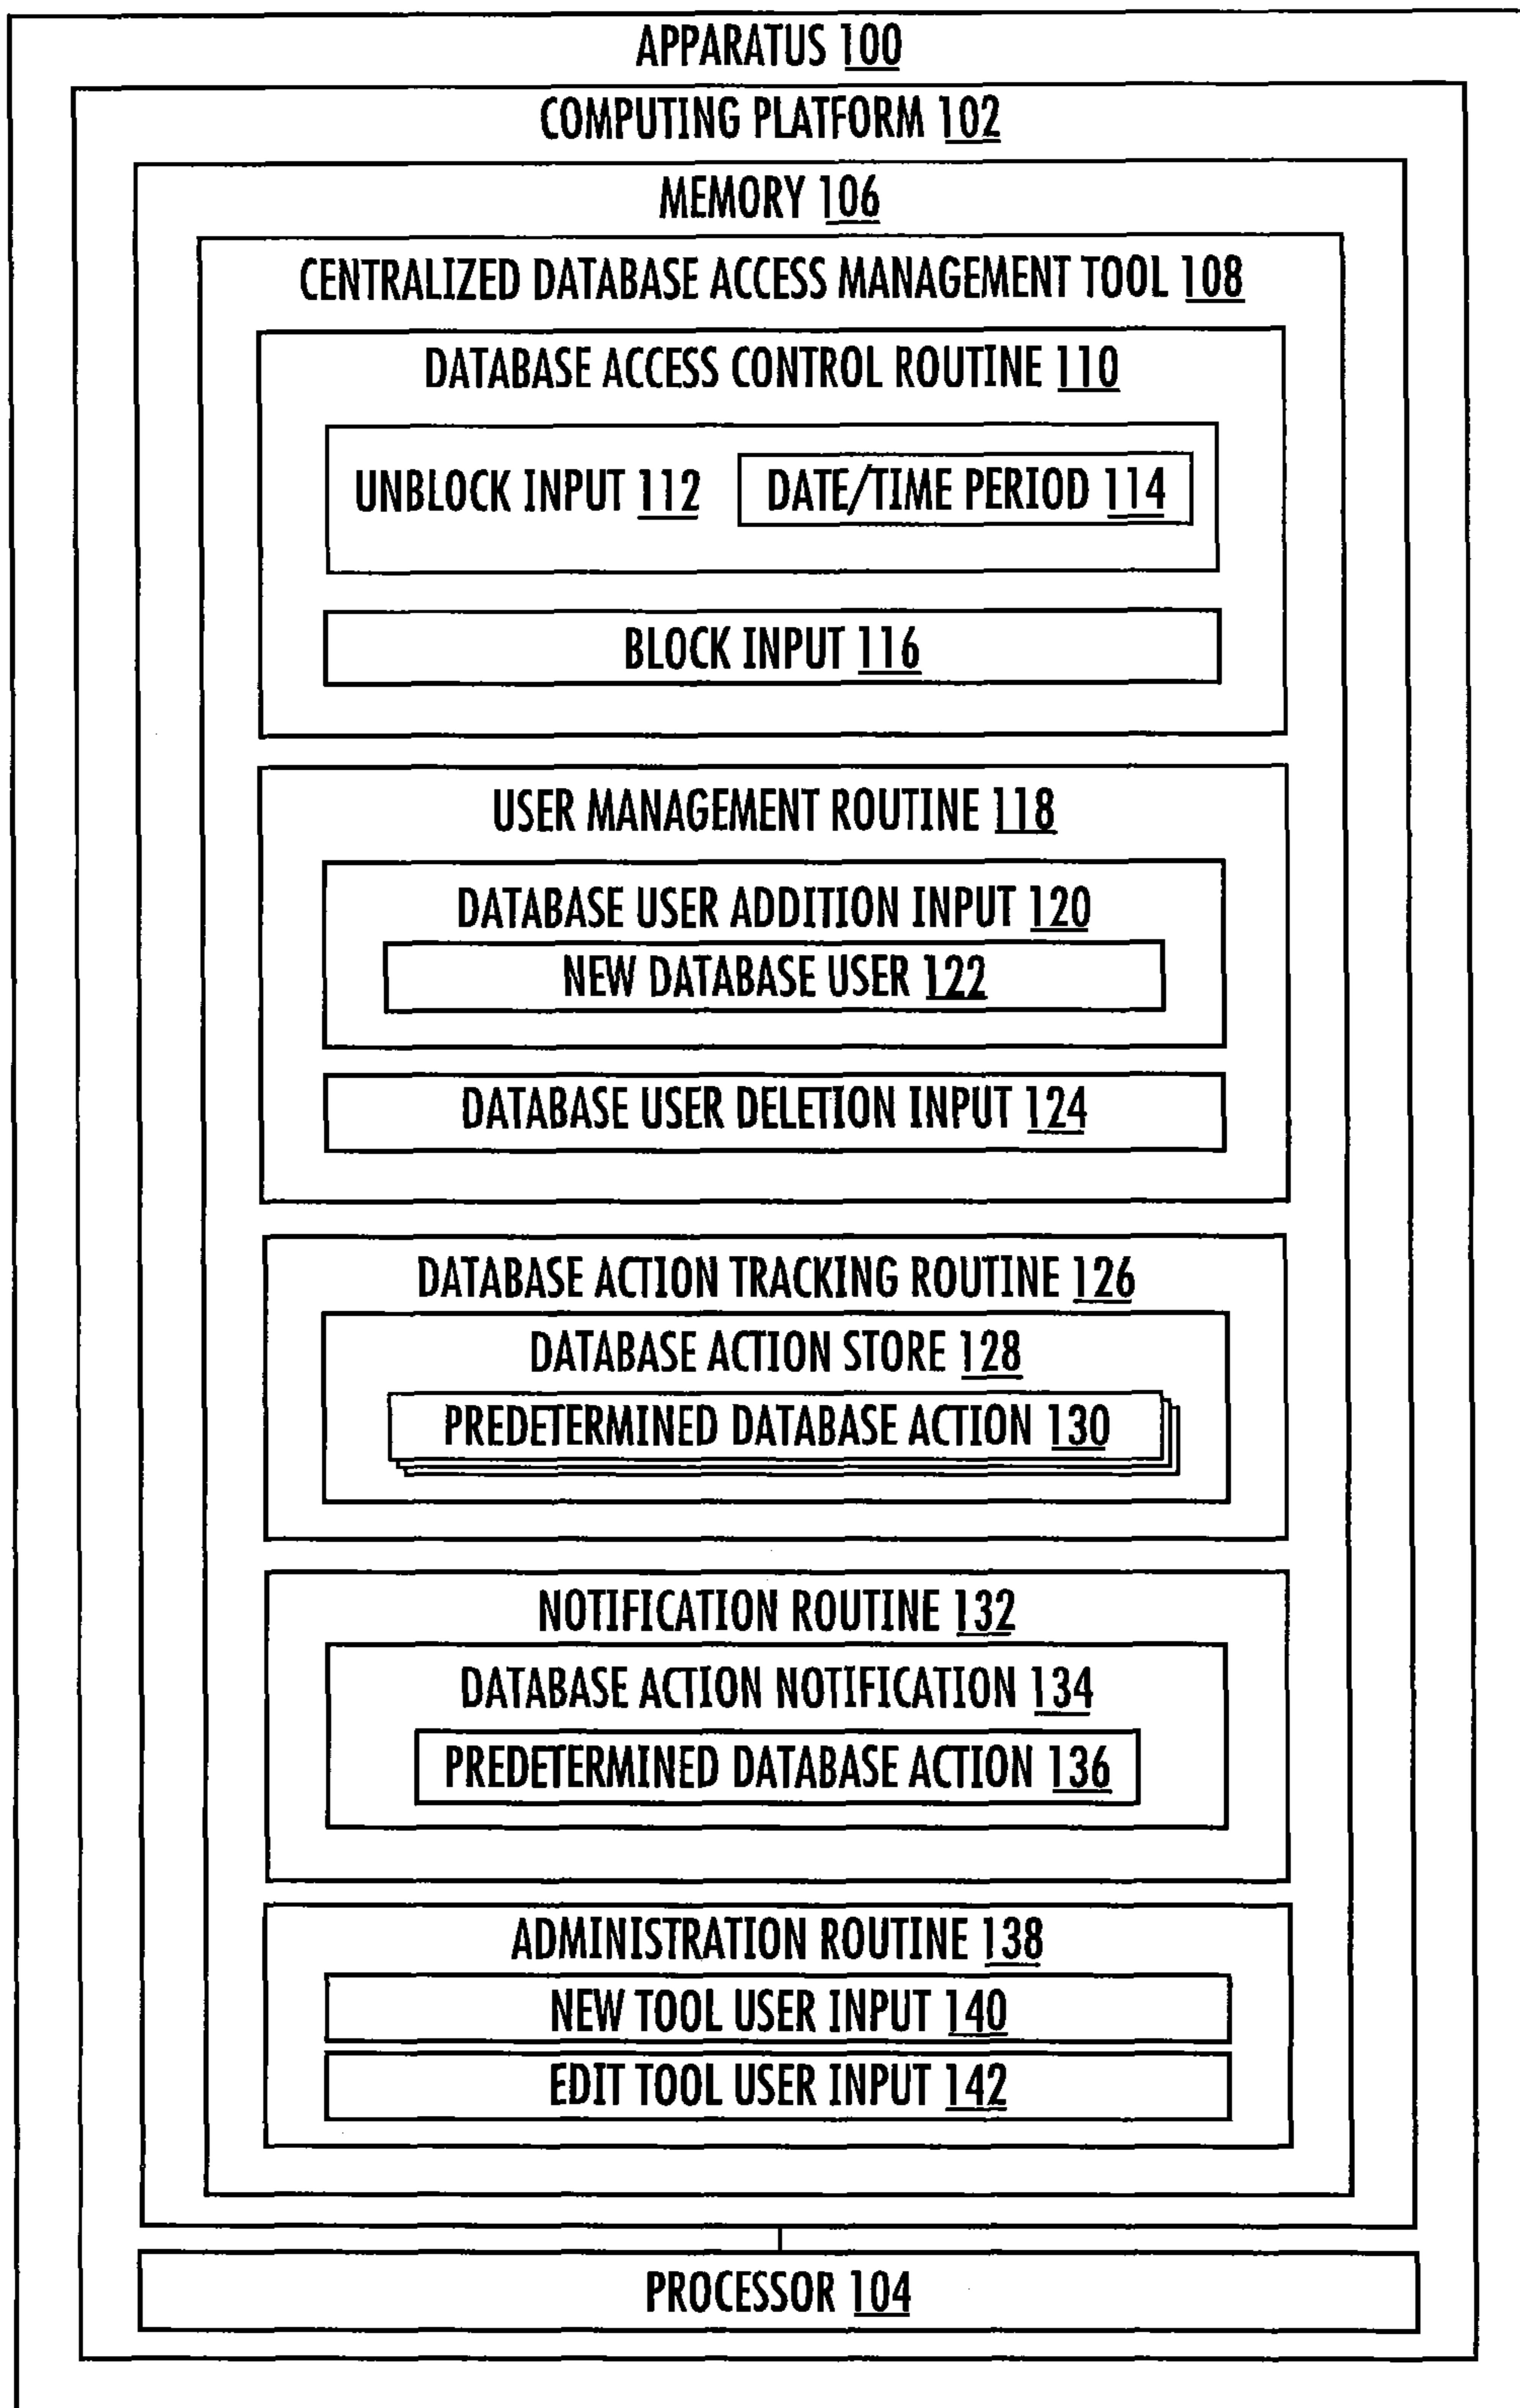 APPARATUS 100
COMPUTING PLATFORM 102
MEMORY 106
CENTRALIZED DATABASE ACCESS MANAGEMENT TOOL 108
DATABASE ACCESS CONTROL ROUTINE 110
UNBLOCK INPUT 112 DATE/TIME PERIOD 114
BLOCK INPUT 116
USER MANAGEMENT ROUTINE 118
DATABASE USER ADDITION INPUT 120
NEW DATABASE USER 122
DATABASE USER DELETION INPUT 124
DATABASE ACTION TRACKING ROUTINE 126
DATABASE ACTION STORE 128
PREDETERMINED DATABASE ACTION 130
NOTIFICATION ROUTINE 132
DATABASE ACTION NOTIFICATION 134
PREDETERMINED DATABASE ACTION 136
ADMINISTRATION ROUTINE 138
NEW TOOL USER INPUT 140
EDIT TOOL USER INPUT 142
PROCESSOR 104